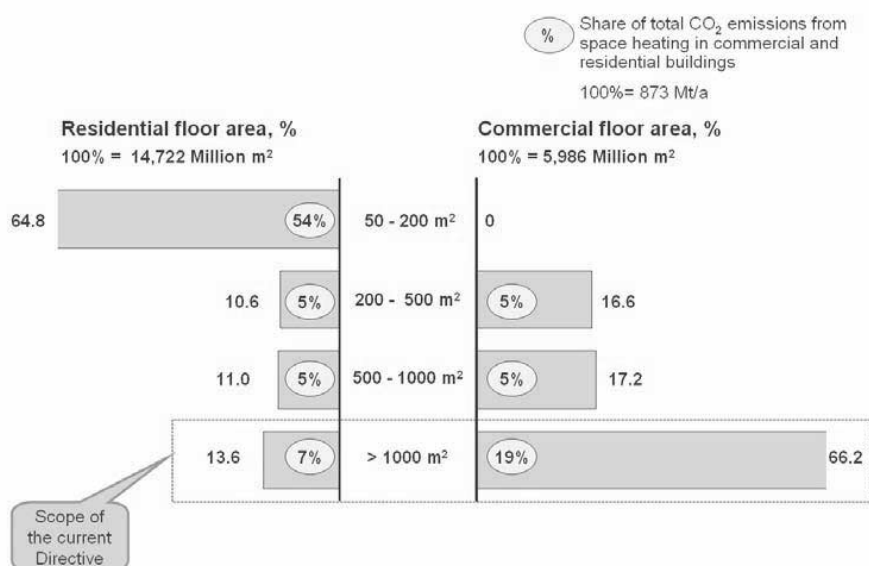 % Share of total CO₂ emissions from
space heating in commercial and
residential buildings
100%= 873 Mt/a
Residential floor area, %
100% = 14,722 Million m²
Commercial floor area, %
100% = 5,986 Million m²
64.8 54% 50 - 200 m² 0
10.6 5% 200 - 500 m² 5% 16.6
11.0 5% 500 - 1000 m² 5% 17.2
13.6 7% > 1000 m² 19% 66.2
Scope of
the current
Directive